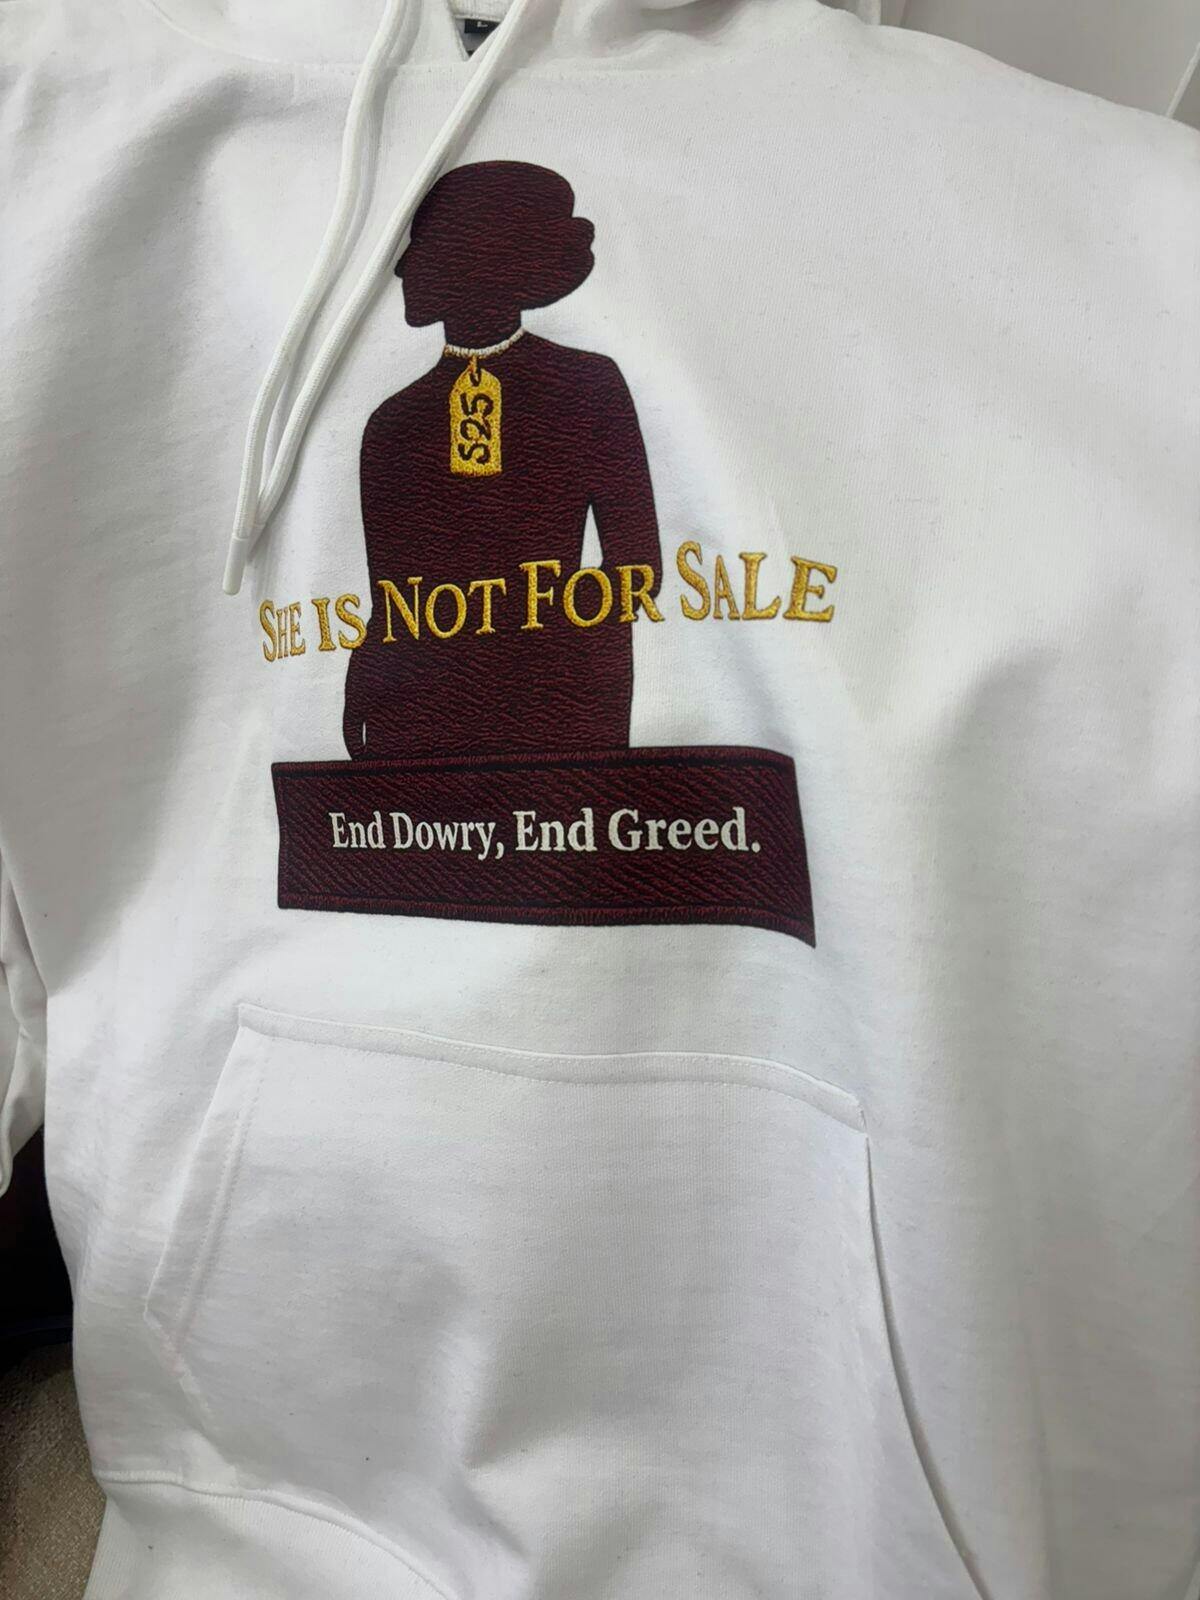 $25
SHE IS NOT FOR SALE
End Dowry, End Greed.